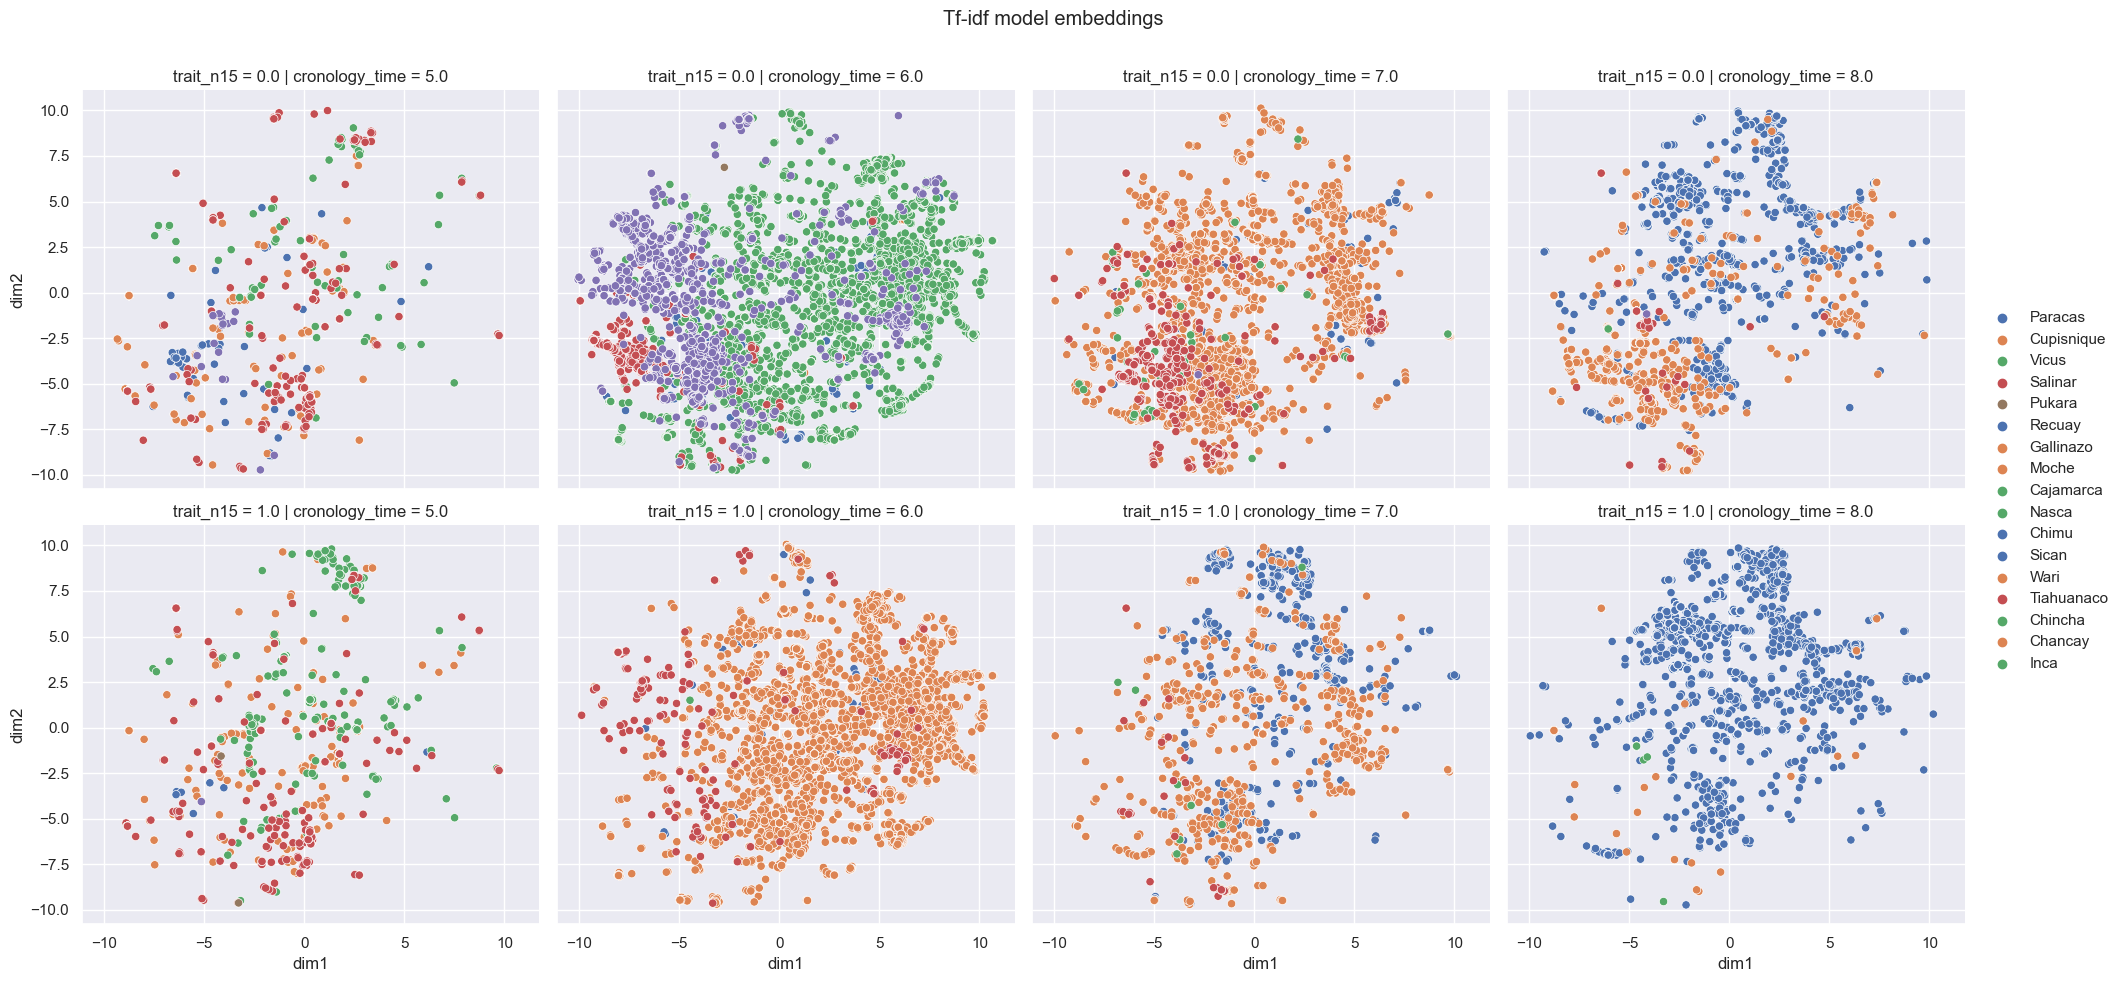 Tf-idf model embeddings
trait_n15 = 0.0 | cronology_time = 5.0
trait_n15 = 0.0 | cronology_time = 6.0
trait_n15 = 0.0 | cronology_time = 7.0
trait_n15 = 0.0 | cronology_time = 8.0
10.0
7.5
5.0
2.5
0.0
−2.5
−5.0
−7.5
−10.0
dim2
trait_n15 = 1.0 | cronology_time = 5.0
trait_n15 = 1.0 | cronology_time = 6.0
trait_n15 = 1.0 | cronology_time = 7.0
trait_n15 = 1.0 | cronology_time = 8.0
10.0
7.5
5.0
2.5
0.0
−2.5
−5.0
−7.5
−10.0
dim2
−10 −5 0 5 10
−10 −5 0 5 10
−10 −5 0 5 10
−10 −5 0 5 10
dim1
dim1
dim1
dim1
Paracas
Cupisnique
Vicus
Salinar
Pukara
Recuay
Gallinazo
Moche
Cajamarca
Nasca
Chimu
Sican
Wari
Tiahuanaco
Chincha
Chancay
Inca